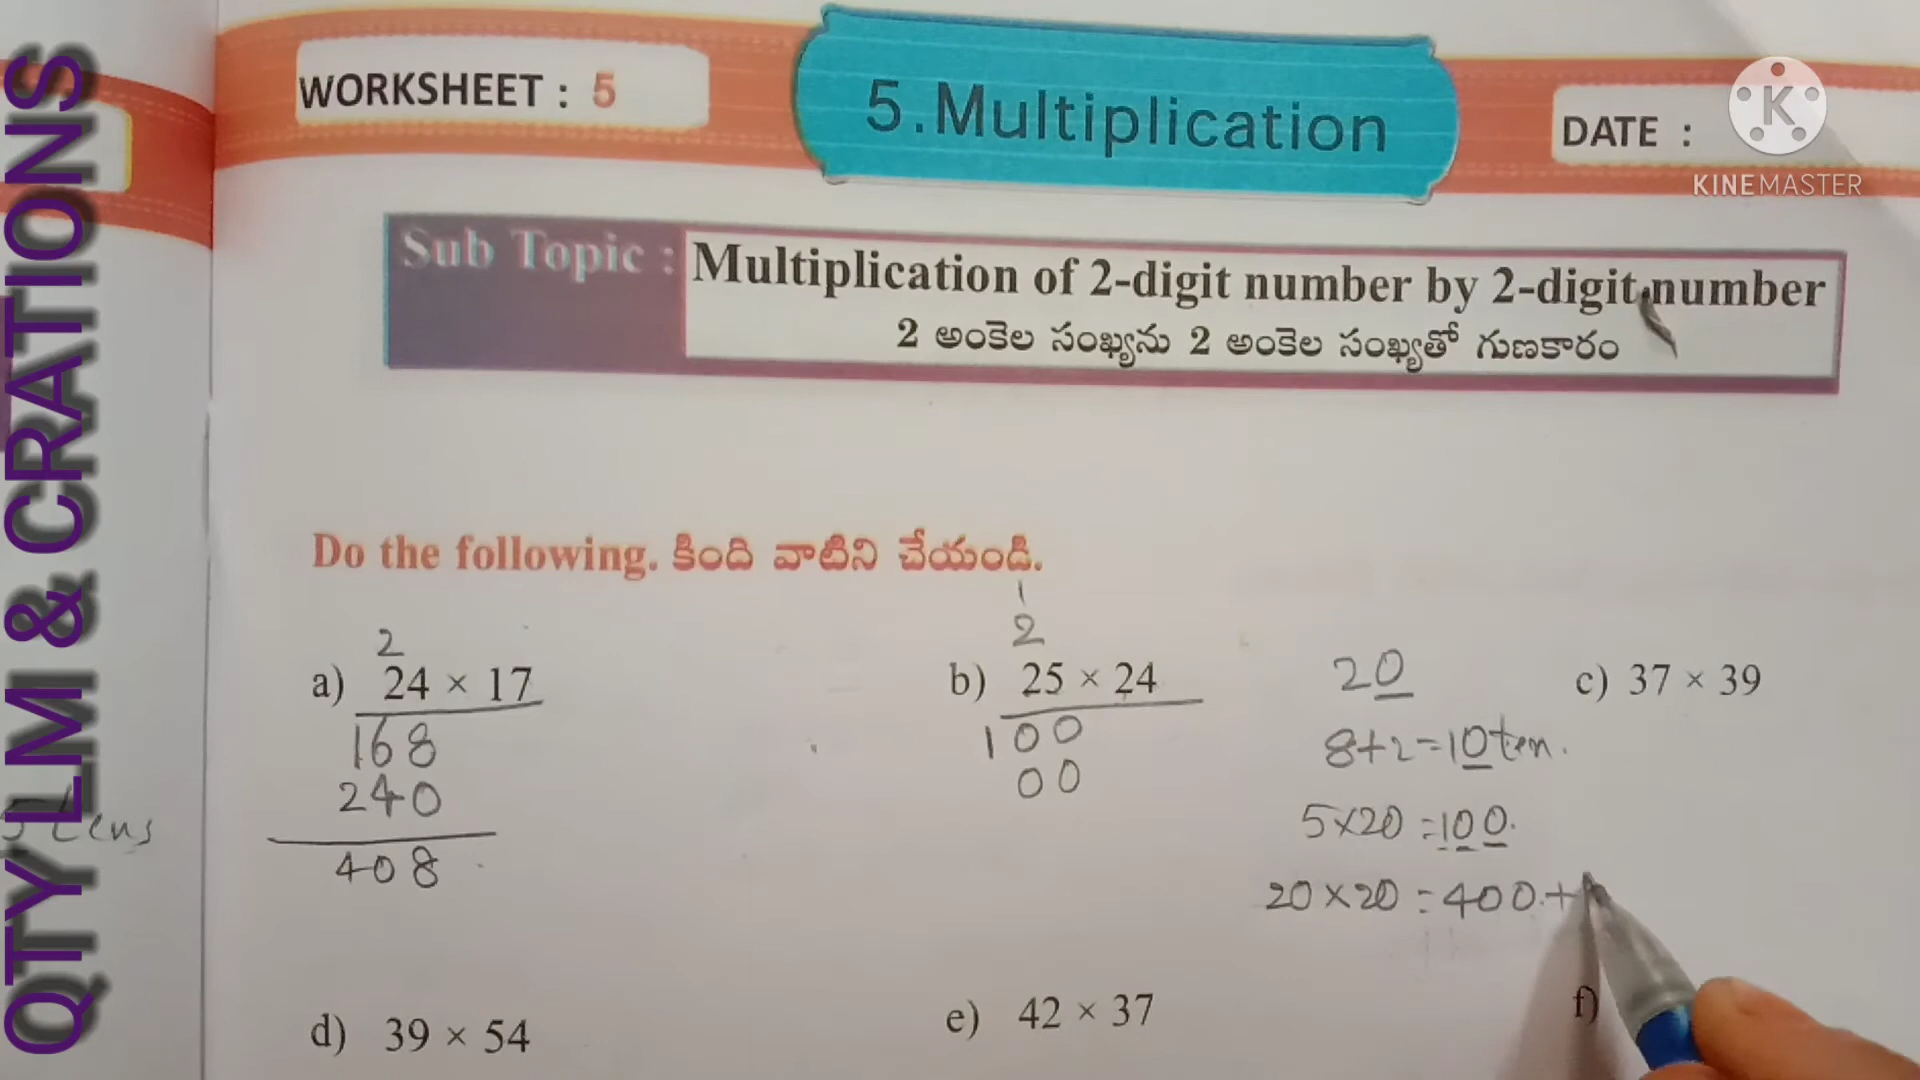 WORKSHEET : 5
5.Multiplication
DATE :
KINEMASTER
QTY LM & CRATIONS
Sub Topic : Multiplication of 2-digit number by 2-digit number
2 అంకెల సంఖ్యను 2 అంకెల సంఖ్యతో గుణకారం
Do the following. కింది వాటిని చేయండి.
2
a) 24 × 17
168
240
408
1
2
b) 25 × 24
100
00
20
8+2=10ten.
5×20=100.
20×20=400.+
c) 37 × 39
tens
d) 39 × 54
e) 42 × 37
f)